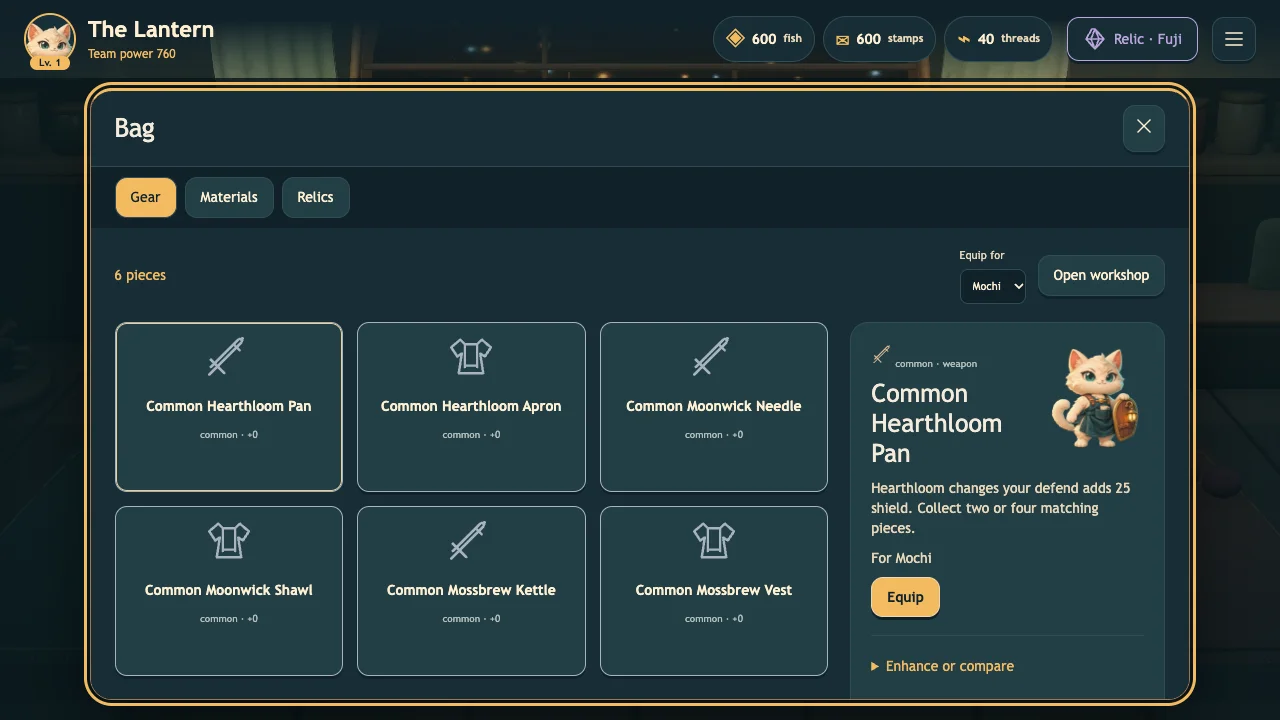 The Lantern
Team power 760
Lv. 1
600 fish
600 stamps
40 threads
Relic · Fuji
Bag
Gear
Materials
Relics
6 pieces
Equip for
Mochi
Open workshop
Common Hearthloom Pan
common · +0
Common Hearthloom Apron
common · +0
Common Moonwick Needle
common · +0
Common Moonwick Shawl
common · +0
Common Mossbrew Kettle
common · +0
Common Mossbrew Vest
common · +0
common · weapon
Common
Hearthloom
Pan
Hearthloom changes your defend adds 25
shield. Collect two or four matching
pieces.
For Mochi
Equip
Enhance or compare